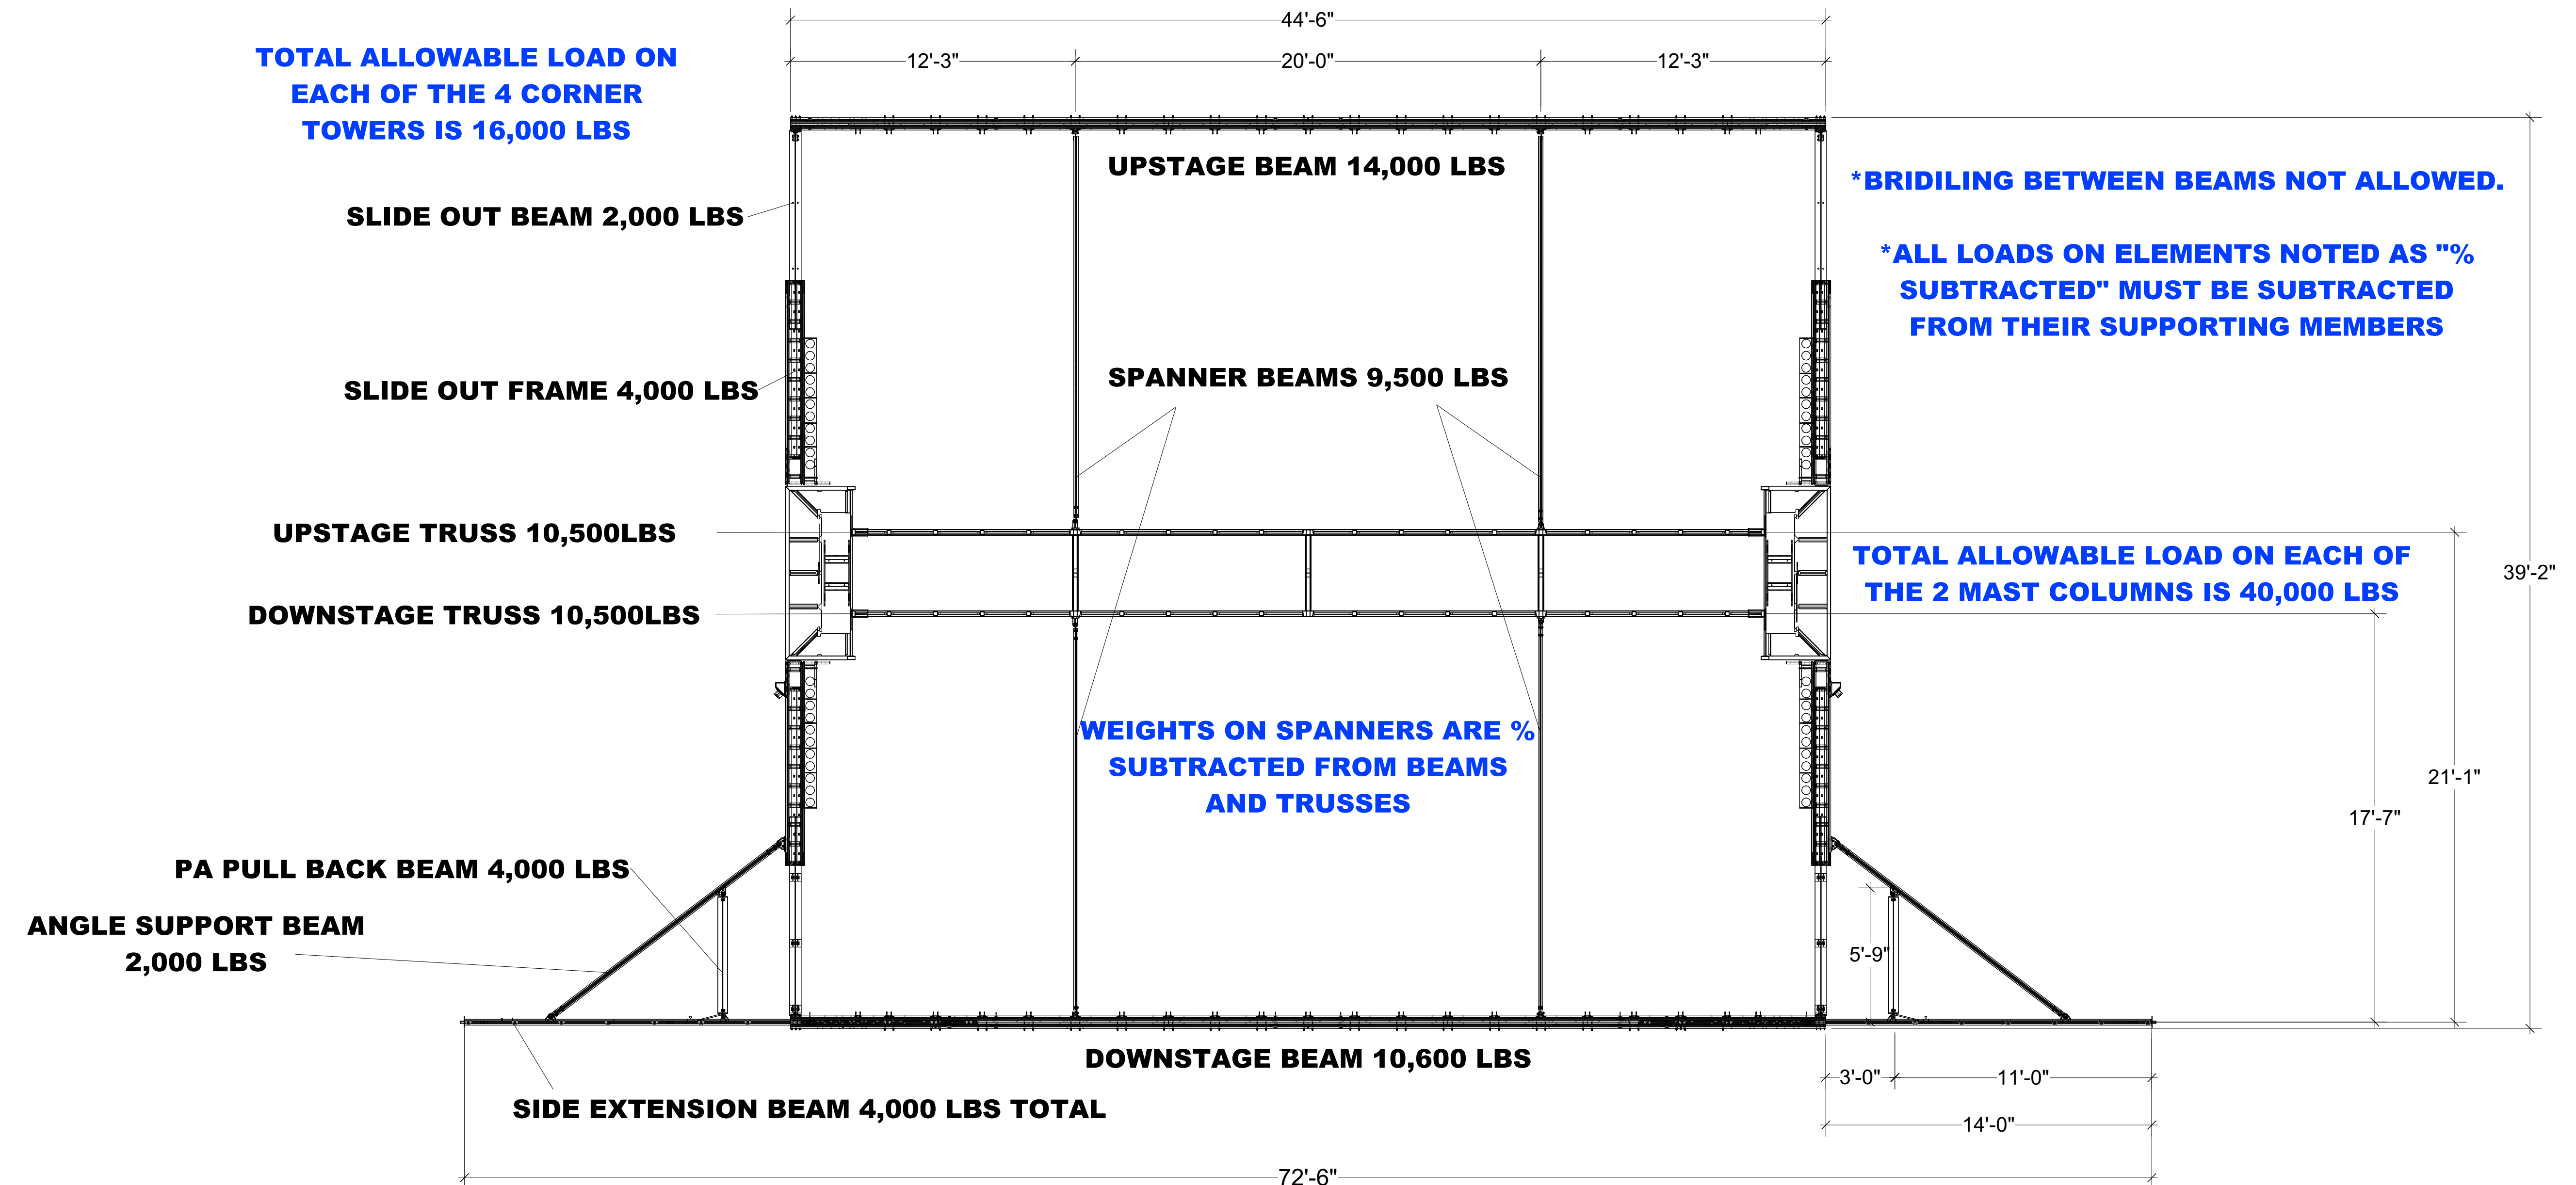 44'-6"
12'-3"
20'-0"
12'-3"
TOTAL ALLOWABLE LOAD ON
EACH OF THE 4 CORNER
TOWERS IS 16,000 LBS
UPSTAGE BEAM 14,000 LBS
*BRIDILING BETWEEN BEAMS NOT ALLOWED.
SLIDE OUT BEAM 2,000 LBS
*ALL LOADS ON ELEMENTS NOTED AS "%
SUBTRACTED" MUST BE SUBTRACTED
FROM THEIR SUPPORTING MEMBERS
SLIDE OUT FRAME 4,000 LBS
SPANNER BEAMS 9,500 LBS
UPSTAGE TRUSS 10,500LBS
DOWNSTAGE TRUSS 10,500LBS
TOTAL ALLOWABLE LOAD ON EACH OF
THE 2 MAST COLUMNS IS 40,000 LBS
39'-2"
WEIGHTS ON SPANNERS ARE %
SUBTRACTED FROM BEAMS
AND TRUSSES
21'-1"
17'-7"
PA PULL BACK BEAM 4,000 LBS
ANGLE SUPPORT BEAM
2,000 LBS
5'-9"
DOWNSTAGE BEAM 10,600 LBS
3'-0"
11'-0"
SIDE EXTENSION BEAM 4,000 LBS TOTAL
14'-0"
72'-6"